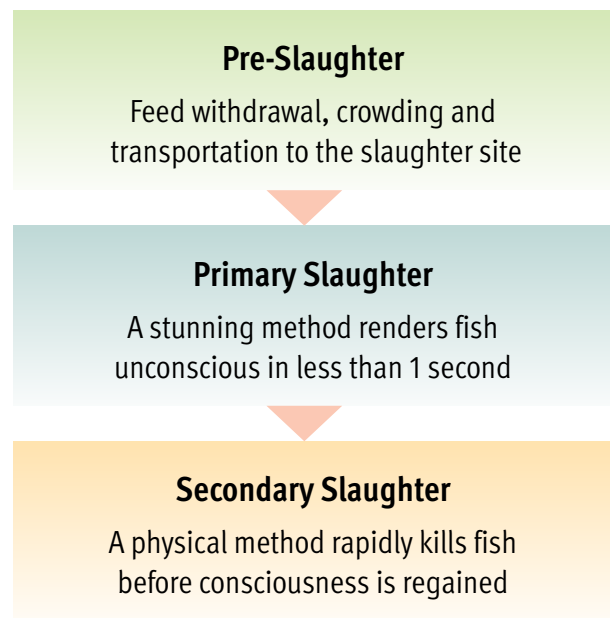 Pre-Slaughter
Feed withdrawal, crowding and
transportation to the slaughter site
Primary Slaughter
A stunning method renders fish
unconscious in less than 1 second
Secondary Slaughter
A physical method rapidly kills fish
before consciousness is regained